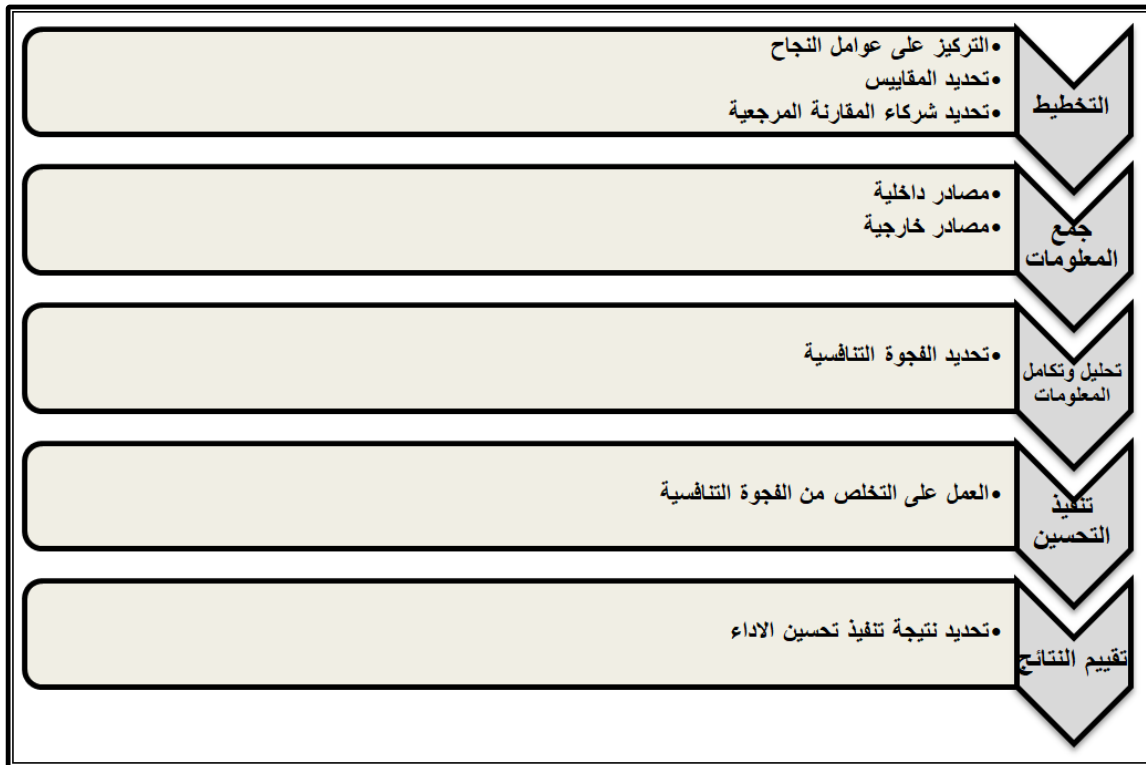 التخطيط
•التركيز على عوامل النجاح
•تحديد المقاييس
•تحديد شركاء المقارنة المرجعية
جمع
المعلومات
•مصادر داخلية
•مصادر خارجية
تحليل وتكامل
المعلومات
•تحديد الفجوة التنافسية
تنفيذ
التحسين
•العمل على التخلص من الفجوة التنافسية
تقييم النتائج
•تحديد نتيجة تنفيذ تحسين الاداء